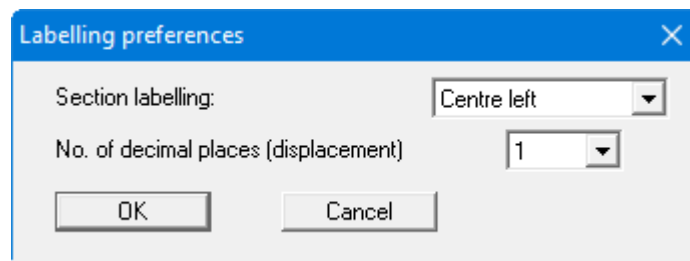 Labelling preferences
Section labelling: Centre left
No. of decimal places (displacement) 1
OK Cancel